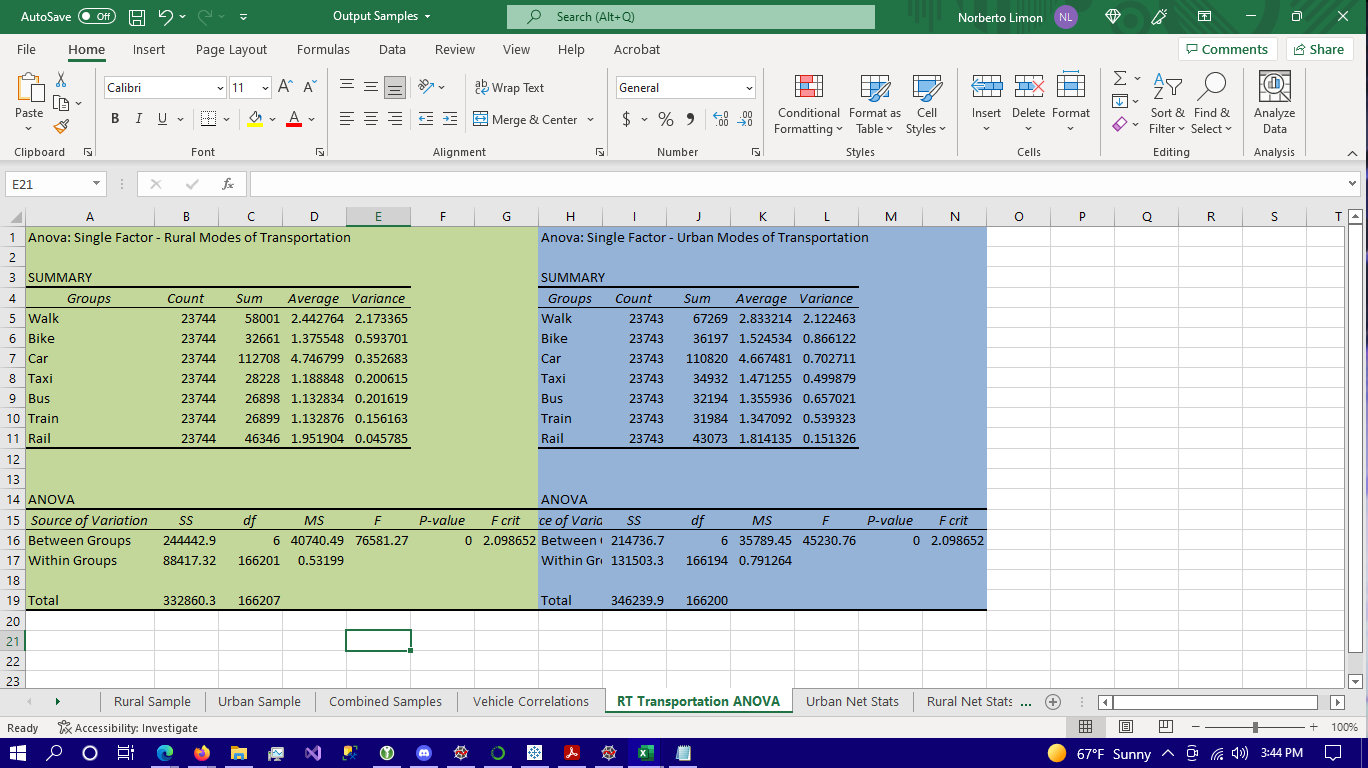 AutoSave Off Output Samples Search (Alt+Q) Norberto Limon NL
File Home Insert Page Layout Formulas Data Review View Help Acrobat Comments Share
Calibri 11 A A Wrap Text General
Paste B I U A Merge & Center $ % Conditional Formatting Format as Table Cell Styles Insert Delete Format Sort & Filter Find & Select Analyze Data
Clipboard Font Alignment Number Styles Cells Editing Analysis
E21 fx
A B C D E F G H I J K L M N O P Q R S T
1 Anova: Single Factor - Rural Modes of Transportation Anova: Single Factor - Urban Modes of Transportation
2
3 SUMMARY SUMMARY
4 Groups Count Sum Average Variance Groups Count Sum Average Variance
5 Walk 23744 58001 2.442764 2.173365 Walk 23743 67269 2.833214 2.122463
6 Bike 23744 32661 1.375548 0.593701 Bike 23743 36197 1.524534 0.866122
7 Car 23744 112708 4.746799 0.352683 Car 23743 110820 4.667481 0.702711
8 Taxi 23744 28228 1.188848 0.200615 Taxi 23743 34932 1.471255 0.499879
9 Bus 23744 26898 1.132834 0.201619 Bus 23743 32194 1.355936 0.657021
10 Train 23744 26899 1.132876 0.156163 Train 23743 31984 1.347092 0.539323
11 Rail 23744 46346 1.951904 0.045785 Rail 23743 43073 1.814135 0.151326
12
13
14 ANOVA ANOVA
15 Source of Variation SS df MS F P-value F crit ce of Varia SS df MS F P-value F crit
16 Between Groups 244442.9 6 40740.49 76581.27 0 2.098652 Between 214736.7 6 35789.45 45230.76 0 2.098652
17 Within Groups 88417.32 166201 0.53199 Within Gr 131503.3 166194 0.791264
18
19 Total 332860.3 166207 Total 346239.9 166200
20
21
22
23
Rural Sample Urban Sample Combined Samples Vehicle Correlations RT Transportation ANOVA Urban Net Stats Rural Net Stats ...
Ready Accessibility: Investigate 100%
67°F Sunny 3:44 PM